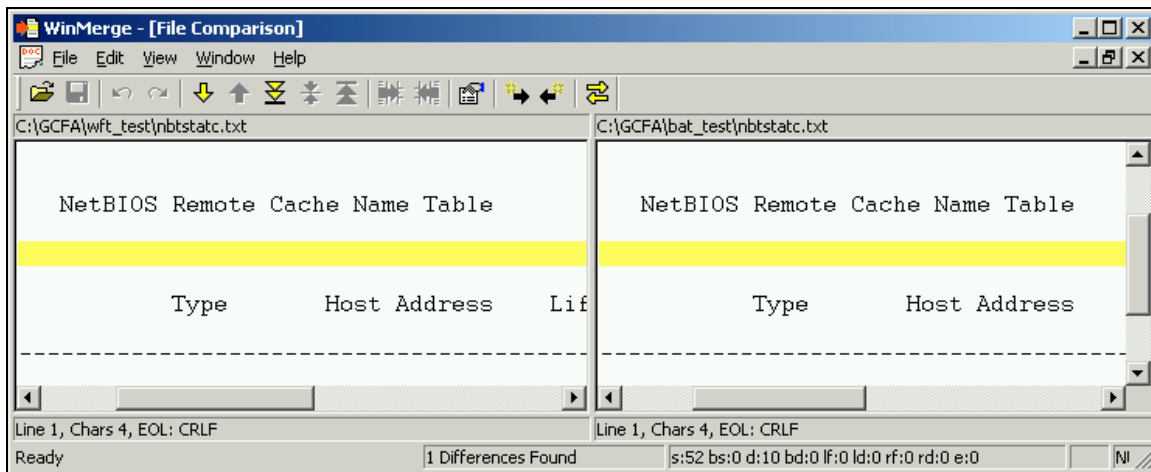 WinMerge - [File Comparison]
File Edit View Window Help
C:\GCFA\wft_test\nbtstatc.txt
C:\GCFA\bat_test\nbtstatc.txt
NetBIOS Remote Cache Name Table
NetBIOS Remote Cache Name Table
Type Host Address Lif
Type Host Address
------------------------------------------
---------------------------------------
Line 1, Chars 4, EOL: CRLF
Line 1, Chars 4, EOL: CRLF
Ready
1 Differences Found
s:52 bs:0 d:10 bd:0 lf:0 ld:0 rf:0 rd:0 e:0